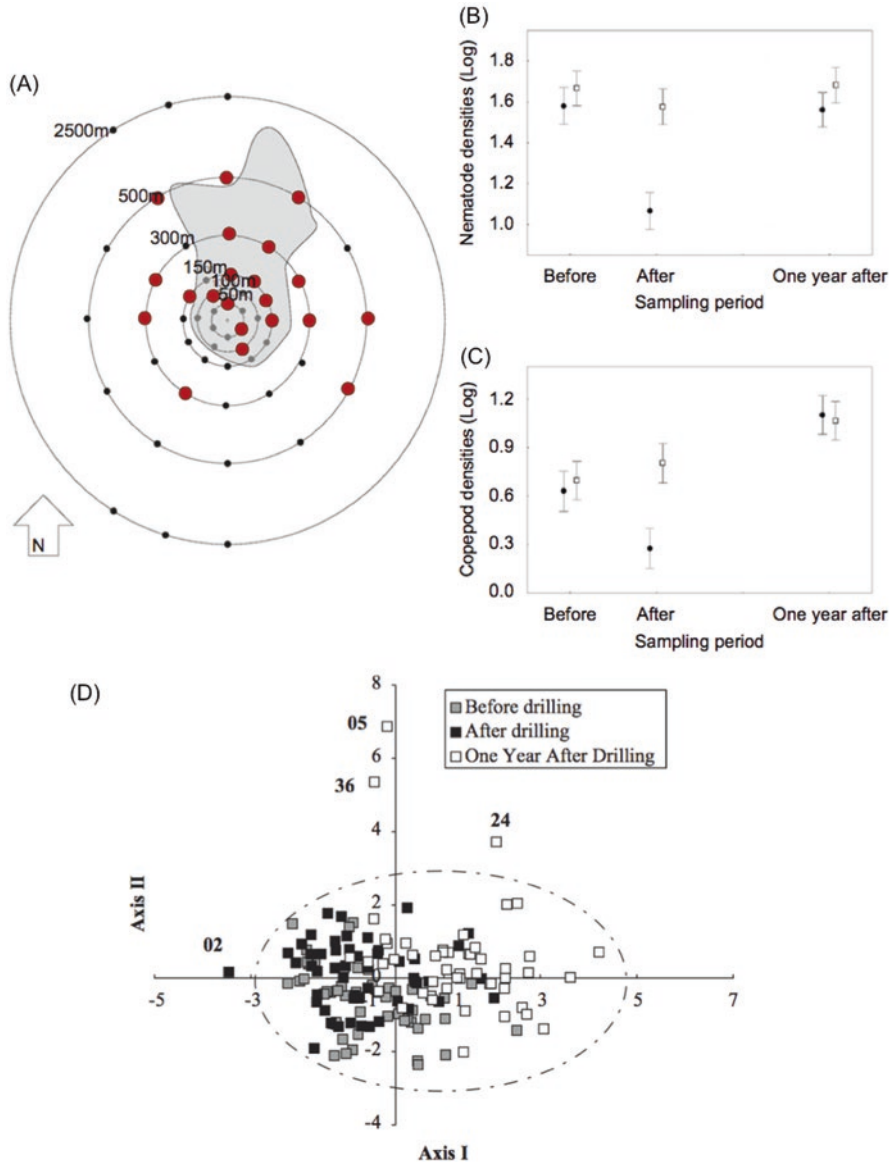 (A)
2500m
500m
300m
150m
100m
50m
N
(B)
Nematode densities (Log)
1.8
1.6
1.4
1.2
1.0
Before
After
One year after
Sampling period
(C)
Copepod densities (Log)
1.2
0.9
0.6
0.3
0.0
Before
After
One year after
Sampling period
(D)
8
6
4
2
0
-2
-4
-5
-3
-1
1
3
5
7
Axis II
Axis I
Before drilling
After drilling
One Year After Drilling
05
36
24
02